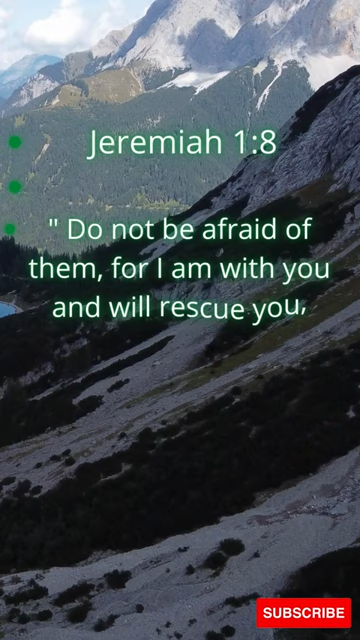 Jeremiah 1:8
" Do not be afraid of
them, for I am with you
and will rescue you,
SUBSCRIBE